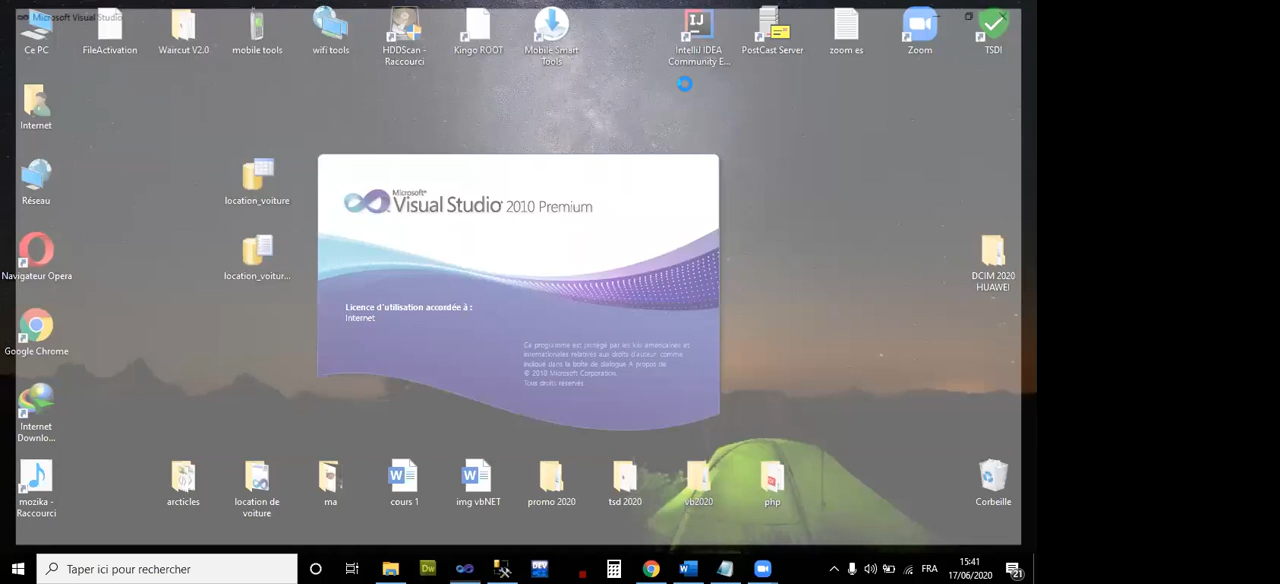 Microsoft Visual Studio
Ce PC
FileActivation
Waircut V2.0
mobile tools
wifi tools
HDDScan -
Raccourci
Kingo ROOT
Mobile Smart
Tools
IntelliJ IDEA
Community E...
PostCast Server
zoom es
Zoom
TSDI
Internet
Réseau
location_voiture
Navigateur Opera
location_voitur...
DCIM 2020
HUAWEI
Google Chrome
Internet
Downlo...
Microsoft
Visual Studio 2010 Premium
Licence d'utilisation accordée à :
Internet
Ce programme est protégé par les lois américaines et
internationales relatives aux droits d'auteur comme
indiqué dans la boîte de dialogue À propos de.
© 2010 Microsoft Corporation.
Tous droits réservés
mozika -
Raccourci
arcticles
location de
voiture
ma
cours 1
img vbNET
promo 2020
tsd 2020
vb2020
php
Corbeille
Taper ici pour rechercher
Dw
DEV
FRA
15:41
17/06/2020
21